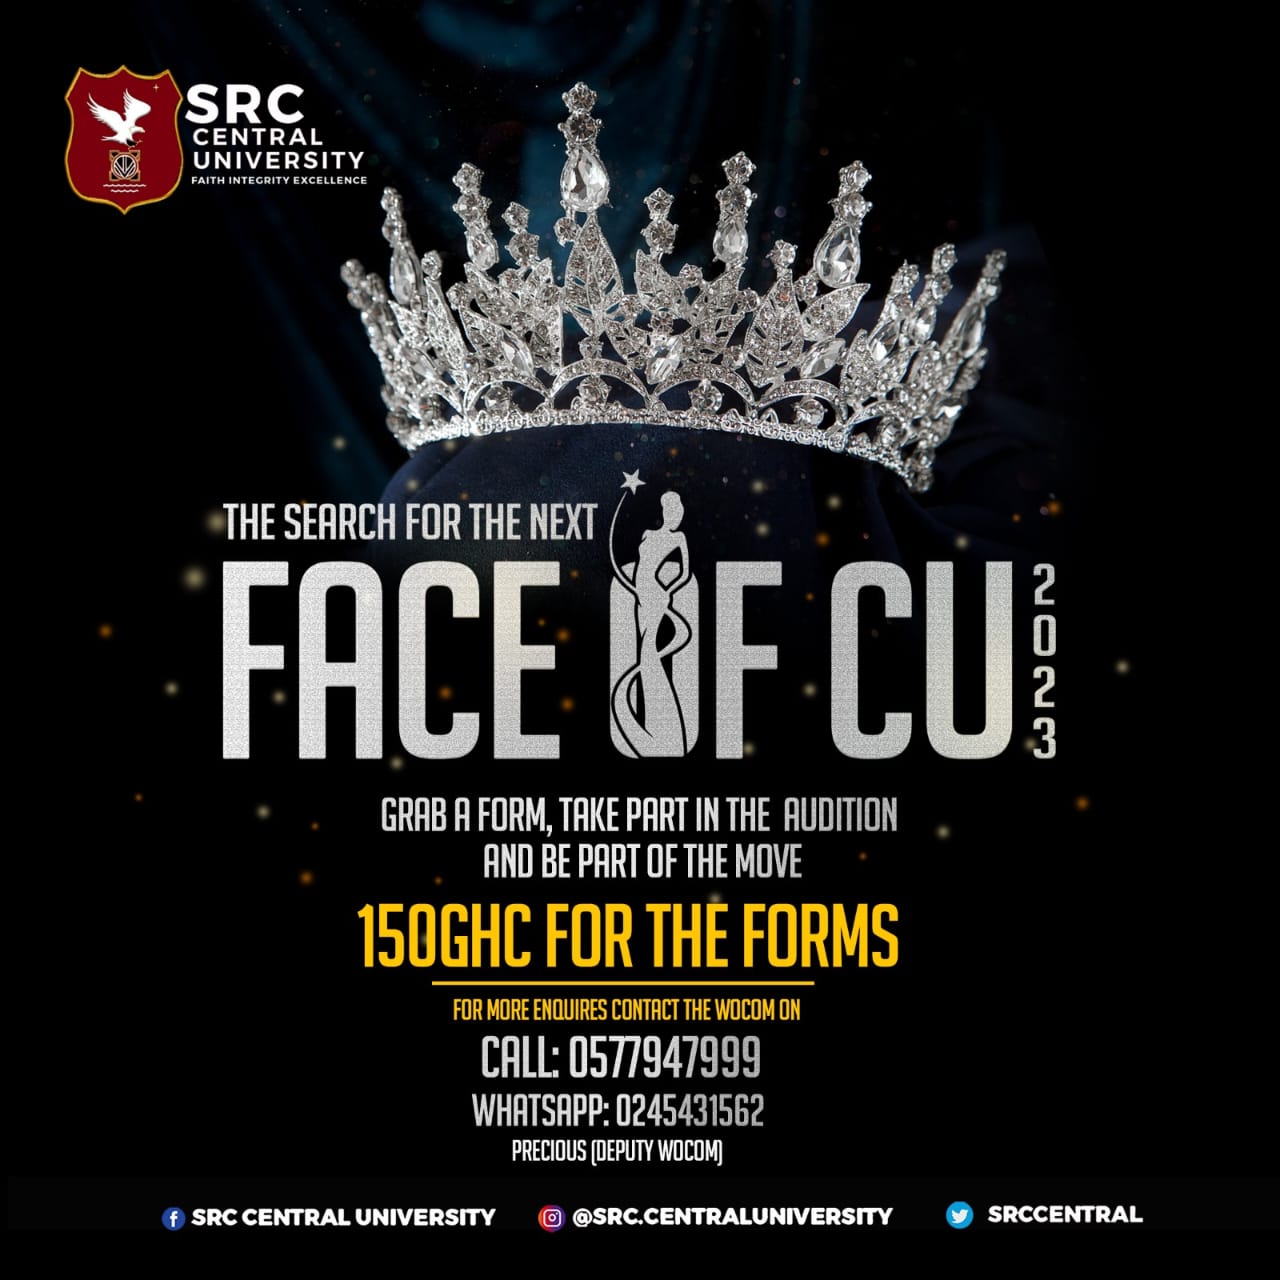 SRC
CENTRAL
UNIVERSITY
FAITH INTEGRITY EXCELLENCE
THE SEARCH FOR THE NEXT
FACE OF CU
2023
GRAB A FORM, TAKE PART IN THE AUDITION
AND BE PART OF THE MOVE
150GHC FOR THE FORMS
FOR MORE ENQUIRES CONTACT THE WOCOM ON
CALL: 0577947999
WHATSAPP: 0245431562
PRECIOUS (DEPUTY WOCOM)
SRC CENTRAL UNIVERSITY @SRC.CENTRALUNIVERSITY SRCCENTRAL